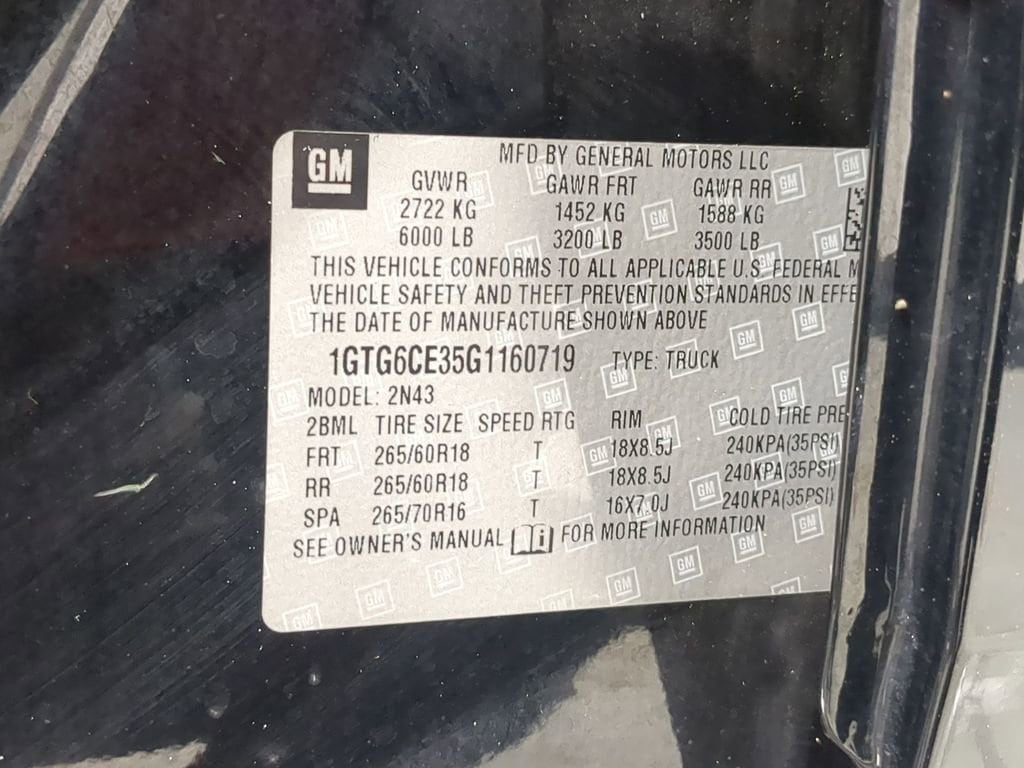 GM
MFD BY GENERAL MOTORS LLC
GVWR GAWR FRT GAWR RR
2722 KG 1452 KG 1588 KG
6000 LB 3200 LB 3500 LB
THIS VEHICLE CONFORMS TO ALL APPLICABLE U.S. FEDERAL M
VEHICLE SAFETY AND THEFT PREVENTION STANDARDS IN EFFE
THE DATE OF MANUFACTURE SHOWN ABOVE
1GTG6CE35G1160719 TYPE: TRUCK
MODEL: 2N43
2BML TIRE SIZE SPEED RTG RIM COLD TIRE PRE
FRT 265/60R18 T 18X8.5J 240KPA(35PSI)
RR 265/60R18 T 18X8.5J 240KPA(35PSI)
SPA 265/70R16 T 16X7.0J 240KPA(35PSI)
SEE OWNER'S MANUAL i FOR MORE INFORMATION